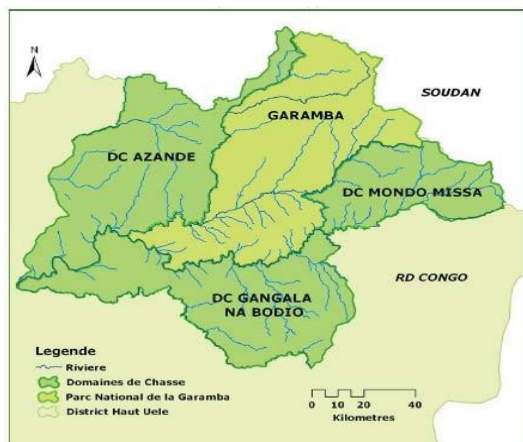 N
SOUDAN
GARAMBA
DC AZANDE
DC MONDO MISSA
RD CONGO
DC GANGALA
NA BODIO
Legende
Riviere
Domaines de Chasse
Parc National de la Garamba
District Haut Uele
0 10 20 40
Kilometres